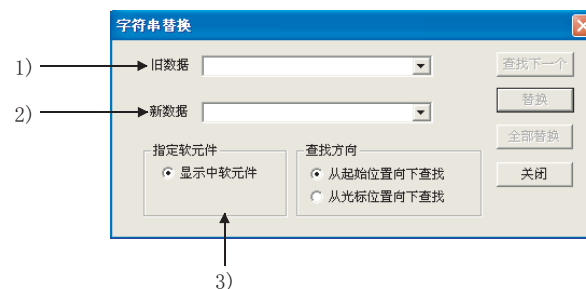 字符串替换
1)
旧数据
查找下一个
2)
新数据
替换
全部替换
指定软元件
查找方向
显示中软元件
从起始位置向下查找
关闭
从光标位置向下查找
3)